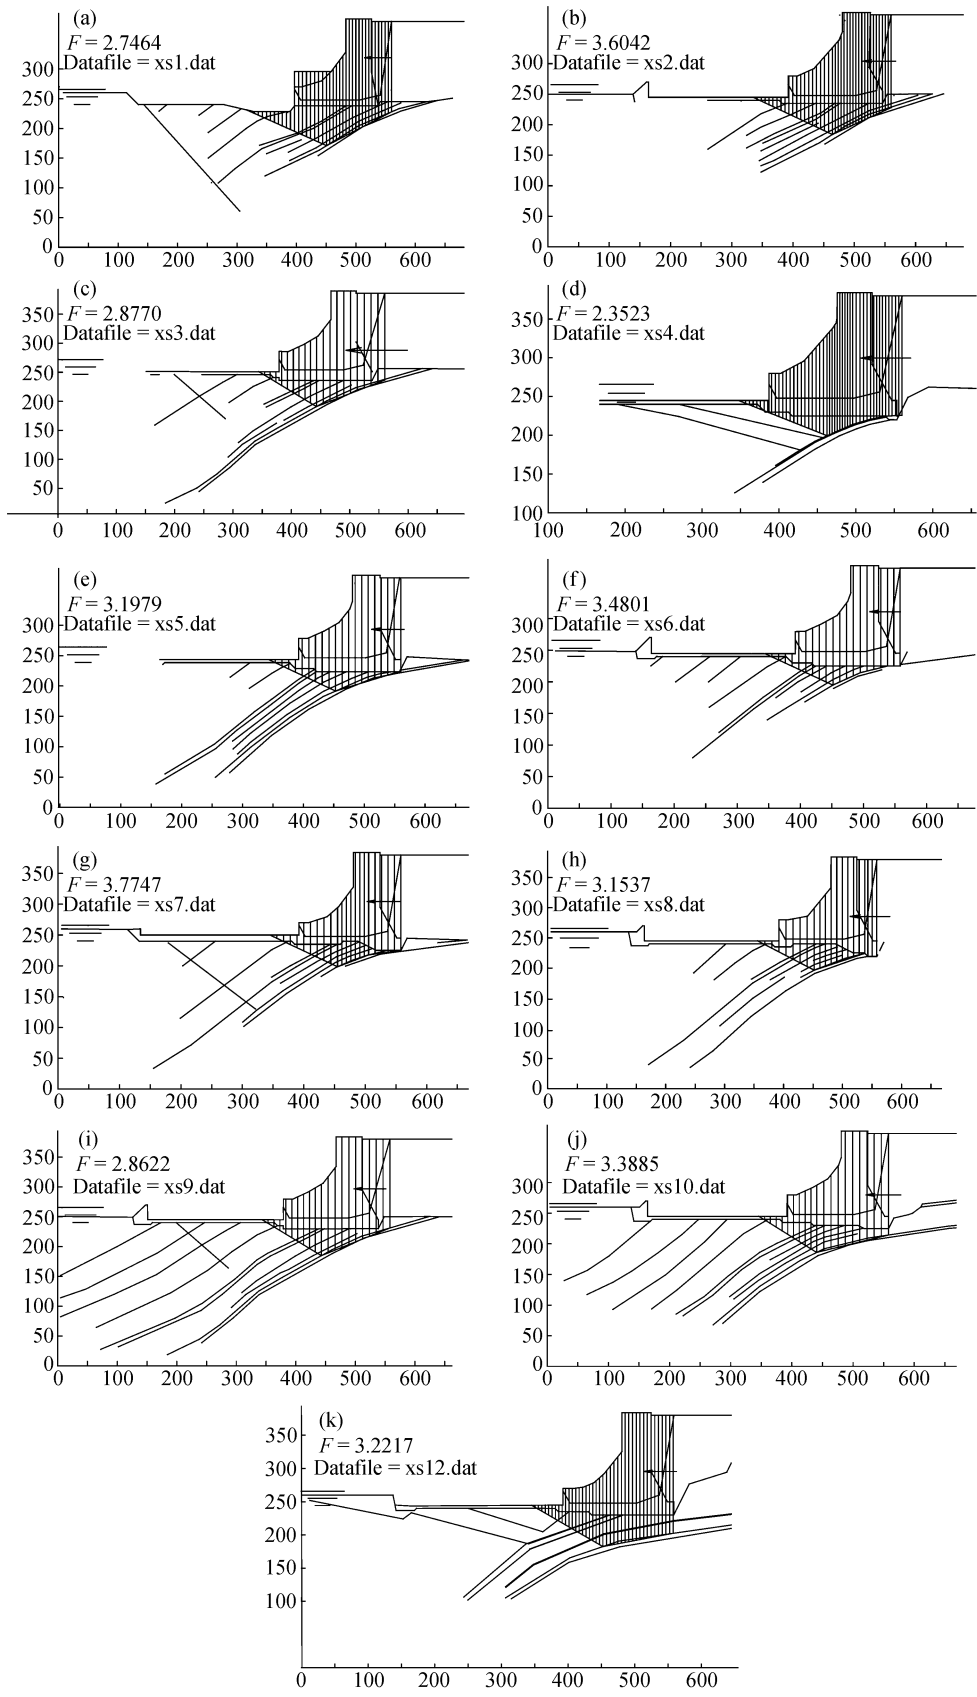 (a)
F = 2.7464
Datafile = xs1.dat
300
250
200
150
100
50
0
0 100 200 300 400 500 600
(b)
F = 3.6042
Datafile = xs2.dat
300
250
200
150
100
50
0
0 100 200 300 400 500 600
(c)
F = 2.8770
Datafile = xs3.dat
350
300
250
200
150
100
50
0 100 200 300 400 500 600
(d)
F = 2.3523
Datafile = xs4.dat
350
300
250
200
150
100
100 200 300 400 500 600
(e)
F = 3.1979
Datafile = xs5.dat
300
250
200
150
100
50
0
0 100 200 300 400 500 600
(f)
F = 3.4801
Datafile = xs6.dat
300
250
200
150
100
50
0
0 100 200 300 400 500 600
(g)
F = 3.7747
Datafile = xs7.dat
350
300
250
200
150
100
50
0
0 100 200 300 400 500 600
(h)
F = 3.1537
Datafile = xs8.dat
350
300
250
200
150
100
50
0
0 100 200 300 400 500 600
(i)
F = 2.8622
Datafile = xs9.dat
350
300
250
200
150
100
50
0
0 100 200 300 400 500 600
(j)
F = 3.3885
Datafile = xs10.dat
300
250
200
150
100
50
0
0 100 200 300 400 500 600
(k)
F = 3.2217
Datafile = xs12.dat
350
300
250
200
150
100
0 100 200 300 400 500 600